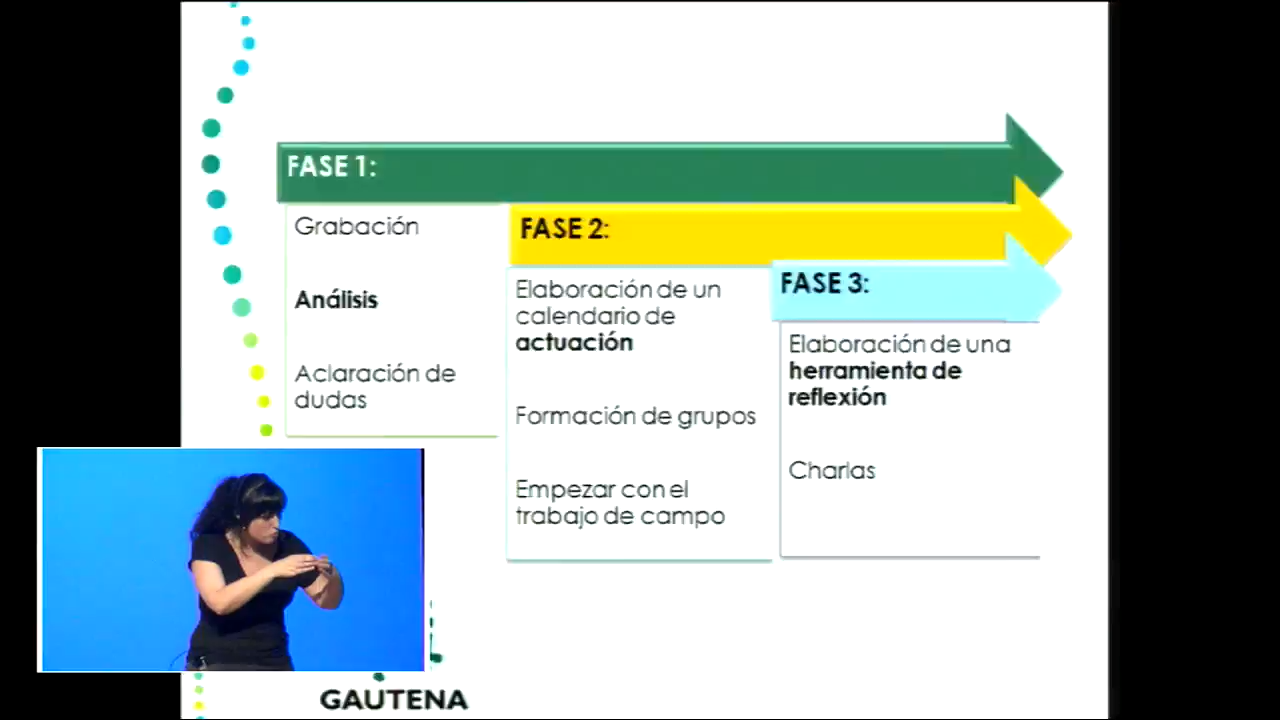 FASE 1:
Grabación
Análisis
Aclaración de
dudas
FASE 2:
Elaboración de un
calendario de
actuación
Formación de grupos
Empezar con el
trabajo de campo
FASE 3:
Elaboración de una
herramienta de
reflexión
Charlas
GAUTENA